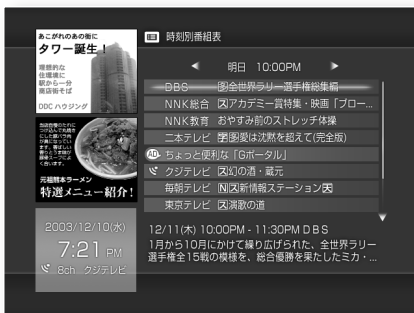 あこがれのあの街に
タワー誕生！
理想的な
住環境に
駅から一分
商店街そば
DDC ハウジング
元祖熊本ラーメン
特選メニュー紹介!
2003/12/10(水)
7:21 PM
8ch クジテレビ
時刻別番組表
明日 10:00PM
DBS 全世界ラリー選手権総集編
NNK総合 アカデミー賞特集・映画「ブロー...
NNK教育 おやすみ前のストレッチ体操
二本テレビ 愛は沈黙を超えて(完全版)
AD ちょっと便利な「Gポータル」
クジテレビ 幻の酒・蔵元
毎朝テレビ 新情報ステーション
東京テレビ 演歌の道
12/11(木) 10:00PM - 11:30PM DBS
1月から10月にかけて繰り広げられた、全世界ラリー
選手権全15戦の模様を、総合優勝を果たしたミカ・...